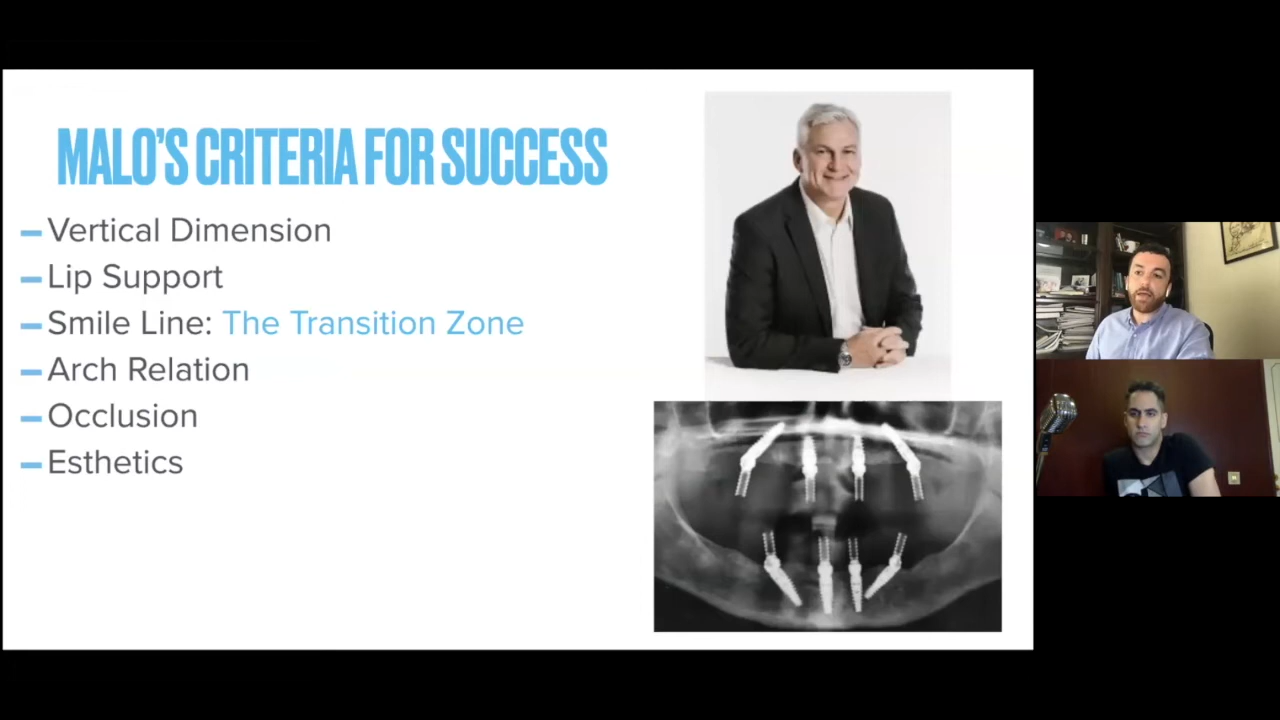 MALO'S CRITERIA FOR SUCCESS
– Vertical Dimension
– Lip Support
– Smile Line: The Transition Zone
– Arch Relation
– Occlusion
– Esthetics